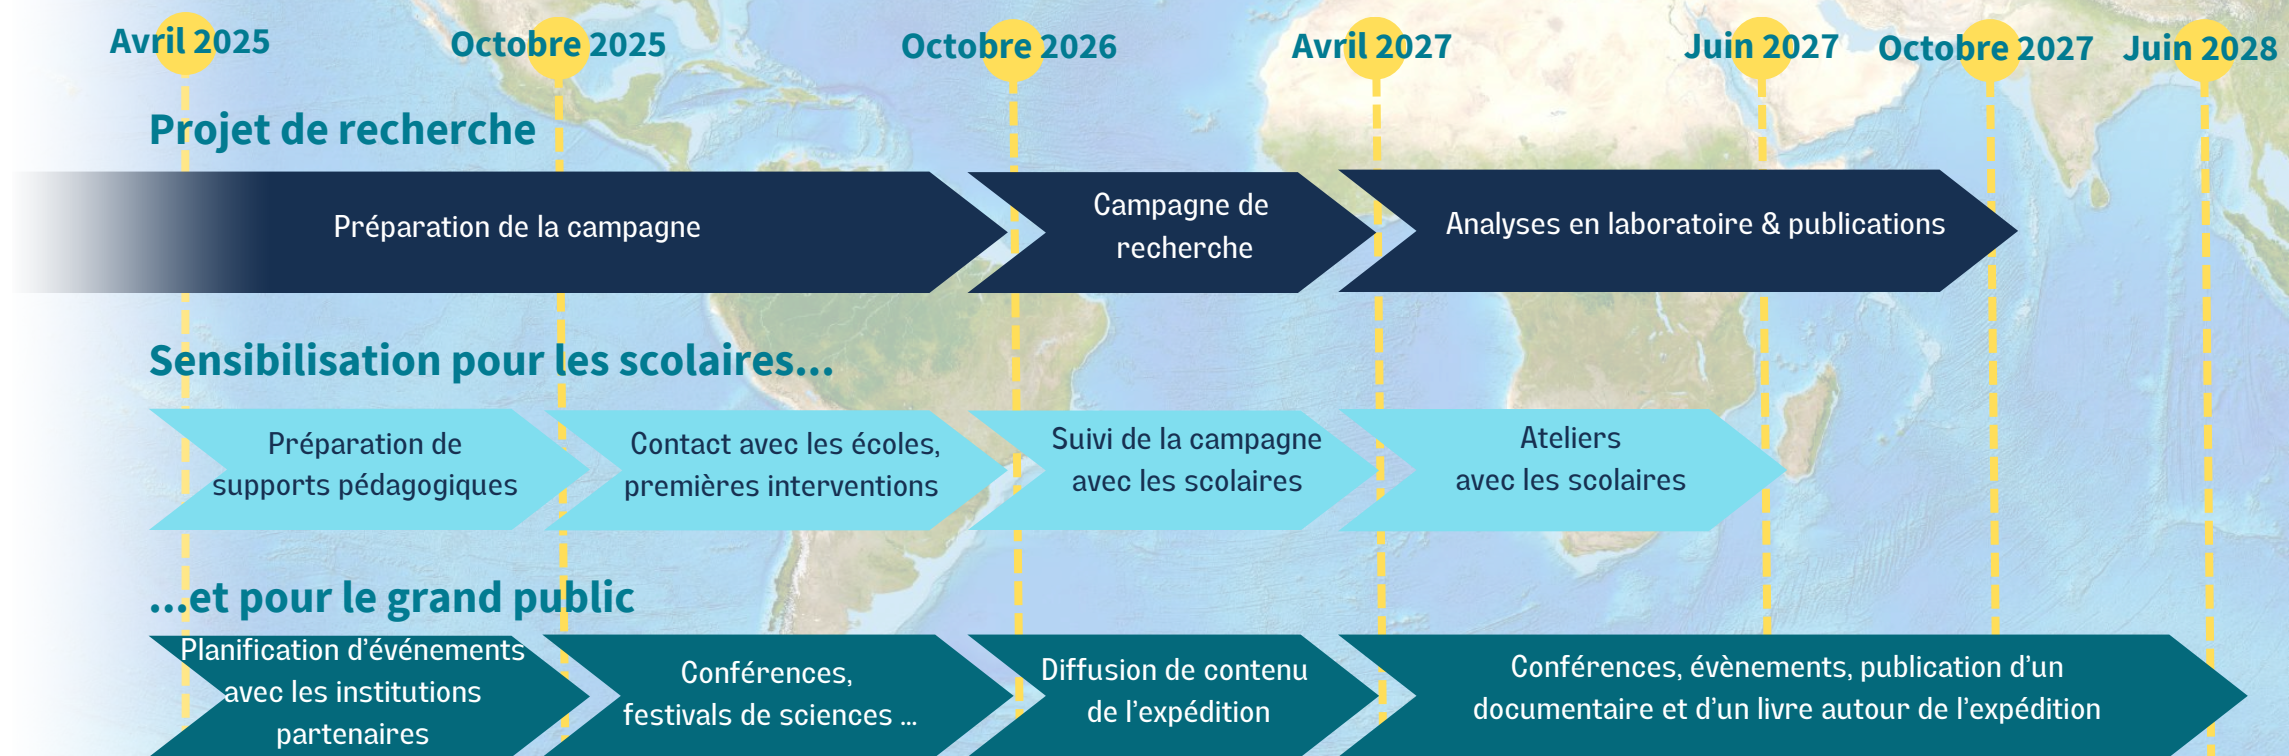 Avril 2025
Octobre 2025
Octobre 2026
Avril 2027
Juin 2027
Octobre 2027
Juin 2028
Projet de recherche
Préparation de la campagne
Campagne de
recherche
Analyses en laboratoire & publications
Sensibilisation pour les scolaires...
Préparation de
supports pédagogiques
Contact avec les écoles,
premières interventions
Suivi de la campagne
avec les scolaires
Ateliers
avec les scolaires
...et pour le grand public
Planification d'événements
avec les institutions
partenaires
Conférences,
festivals de sciences ...
Diffusion de contenu
de l'expédition
Conférences, évènements, publication d'un
documentaire et d'un livre autour de l'expédition